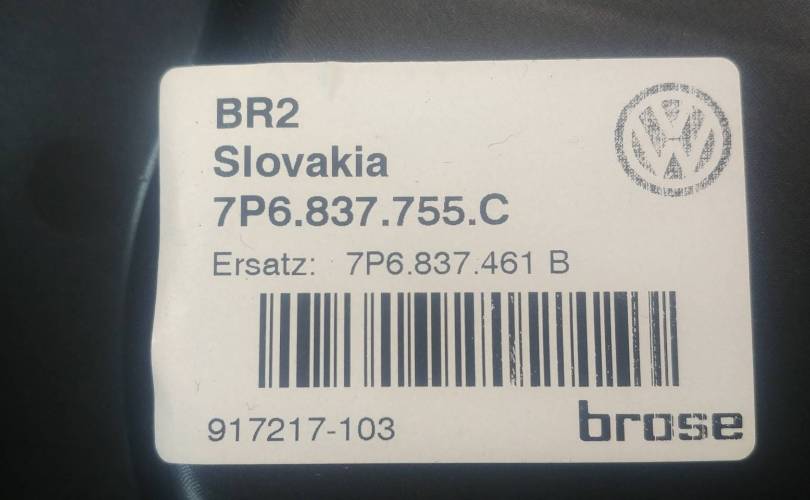 BR2
Slovakia
7P6.837.755.C
Ersatz: 7P6.837.461 B
917217-103
brose